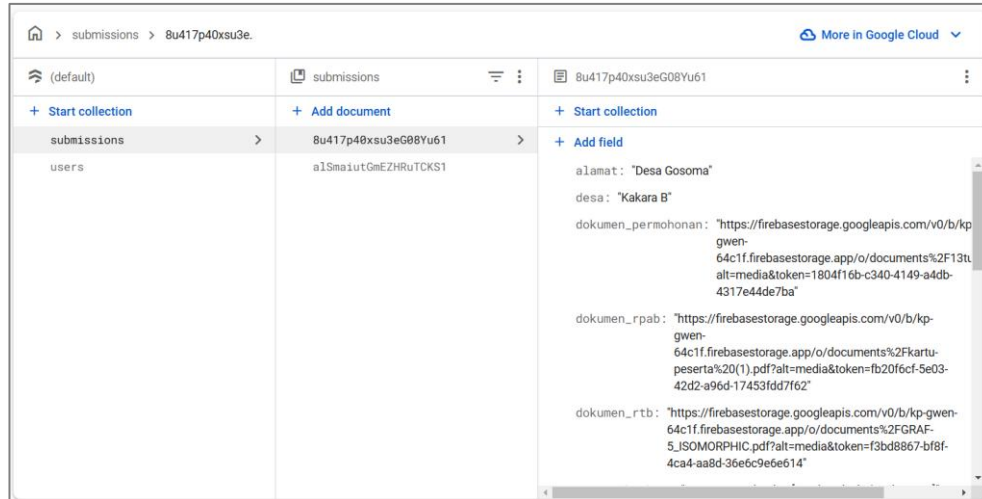 submissions > 8u417p40xsu3e.
More in Google Cloud
(default)
+ Start collection
submissions
users
submissions
+ Add document
8u417p40xsu3eG08Yu61
alSmaiutGmEZHRuTCKS1
8u417p40xsu3eG08Yu61
+ Start collection
+ Add field
alamat: "Desa Gosoma"
desa: "Kakara B"
dokumen_permohonan: "https://firebasestorage.googleapis.com/v0/b/kp
gwen-
64c1f.firebasestorage.app/o/documents%2F13tu
alt=media&token=1804f16b-c340-4149-a4db-
4317e44de7ba"
dokumen_rpab: "https://firebasestorage.googleapis.com/v0/b/kp-
gwen-
64c1f.firebasestorage.app/o/documents%2Fkartu-
peserta%20(1).pdf?alt=media&token=fb20f6cf-5e03-
42d2-a96d-17453fdd7f62"
dokumen_rtb: "https://firebasestorage.googleapis.com/v0/b/kp-gwen-
64c1f.firebasestorage.app/o/documents%2FGRAF-
5_ISOMORPHIC.pdf?alt=media&token=f3bd8867-bf8f-
4ca4-aa8d-36e6c9e6e614"